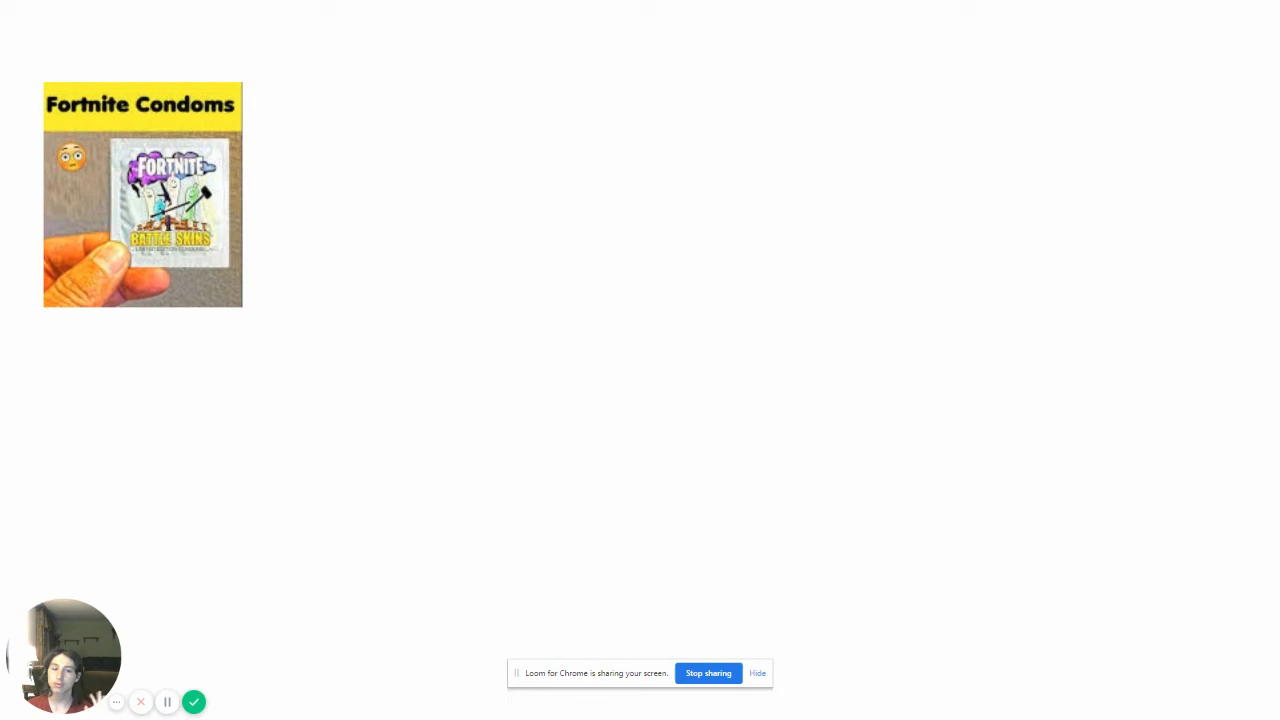 Fortnite Condoms
FORTNITE
BATTLE SKINS
Loom for Chrome is sharing your screen.
Stop sharing
Hide